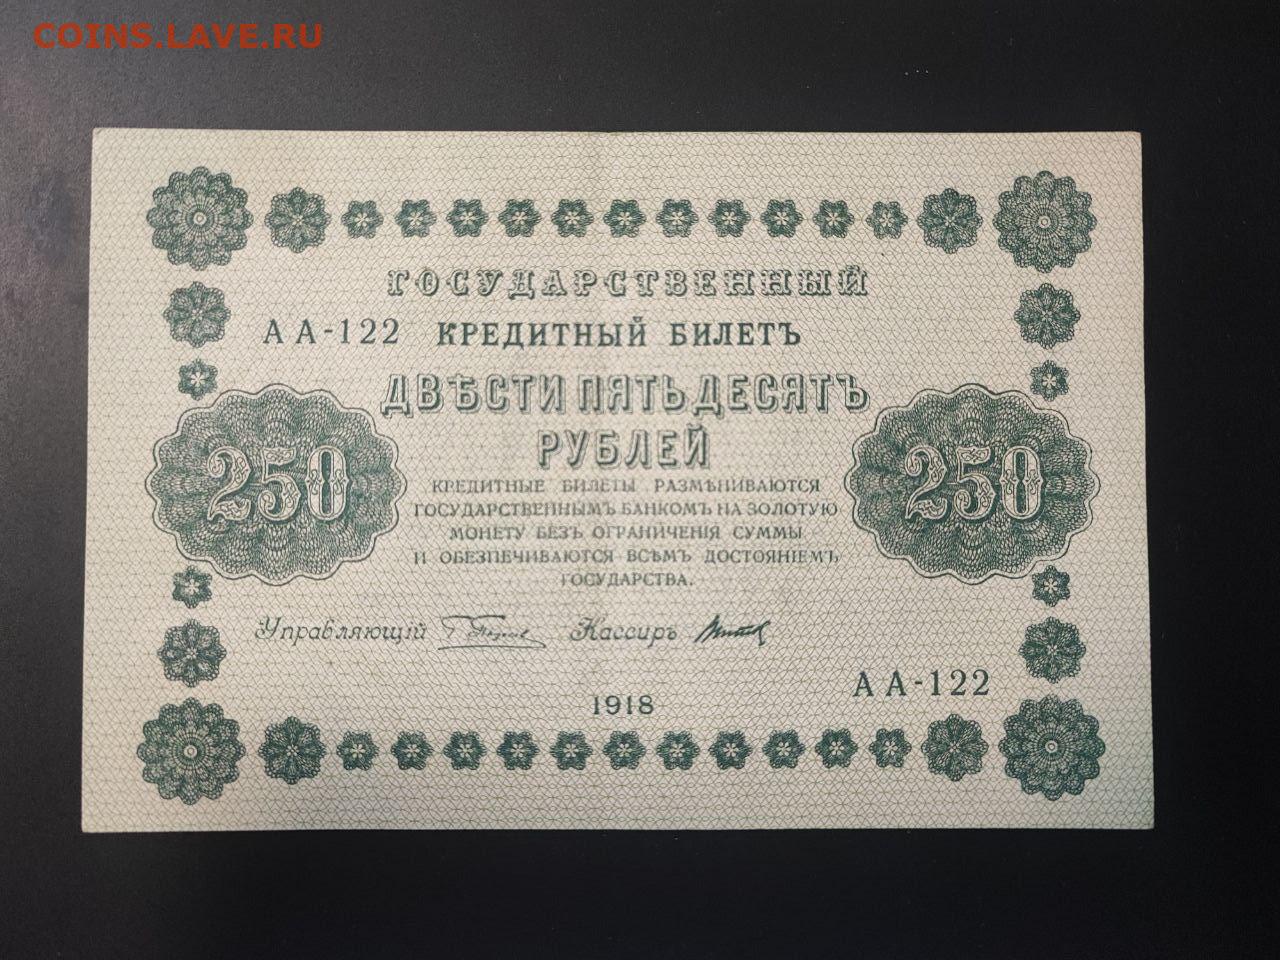 COINS.LAVE.RU
ГОСУДАРСТВЕННЫЙ
АА-122 КРЕДИТНЫЙ БИЛЕТЪ
ДВѢСТИ ПЯТЬДЕСЯТЪ
РУБЛЕЙ
250 250
КРЕДИТНЫЕ БИЛЕТЫ РАЗМѢНИВАЮТСЯ
ГОСУДАРСТВЕННЫМЪ БАНКОМЪ НА ЗОЛОТУЮ
МОНЕТУ БЕЗЪ ОГРАНИЧЕНІЯ СУММЫ
И ОБЕЗПЕЧИВАЮТСЯ ВСѢМЪ ДОСТОЯНІЕМЪ
ГОСУДАРСТВА.
Управляющій Кассиръ
АА-122
1918